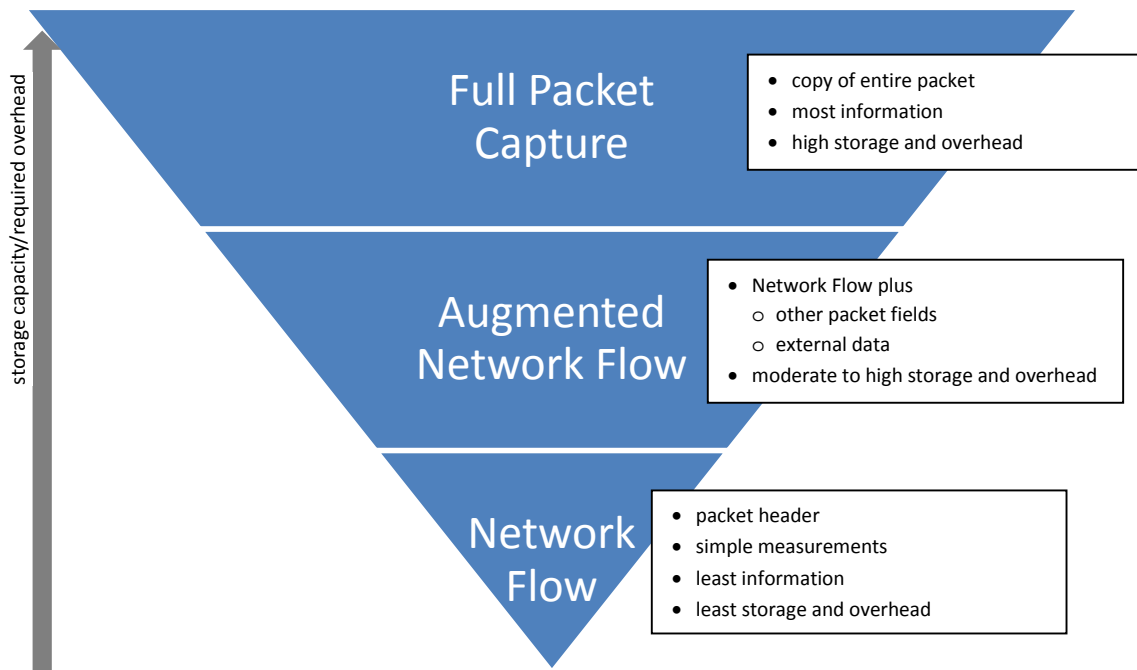 storage capacity/required overhead
Full Packet
Capture
• copy of entire packet
• most information
• high storage and overhead
Augmented
Network Flow
• Network Flow plus
o other packet fields
o external data
• moderate to high storage and overhead
Network
Flow
• packet header
• simple measurements
• least information
• least storage and overhead